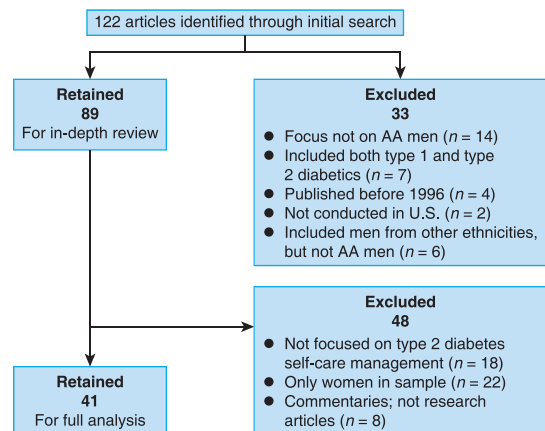 122 articles identified through initial search
Retained
89
For in-depth review
Excluded
33
● Focus not on AA men (n = 14)
● Included both type 1 and type
2 diabetics (n = 7)
● Published before 1996 (n = 4)
● Not conducted in U.S. (n = 2)
● Included men from other ethnicities,
but not AA men (n = 6)
Excluded
48
● Not focused on type 2 diabetes
self-care management (n = 18)
● Only women in sample (n = 22)
● Commentaries; not research
articles (n = 8)
Retained
41
For full analysis